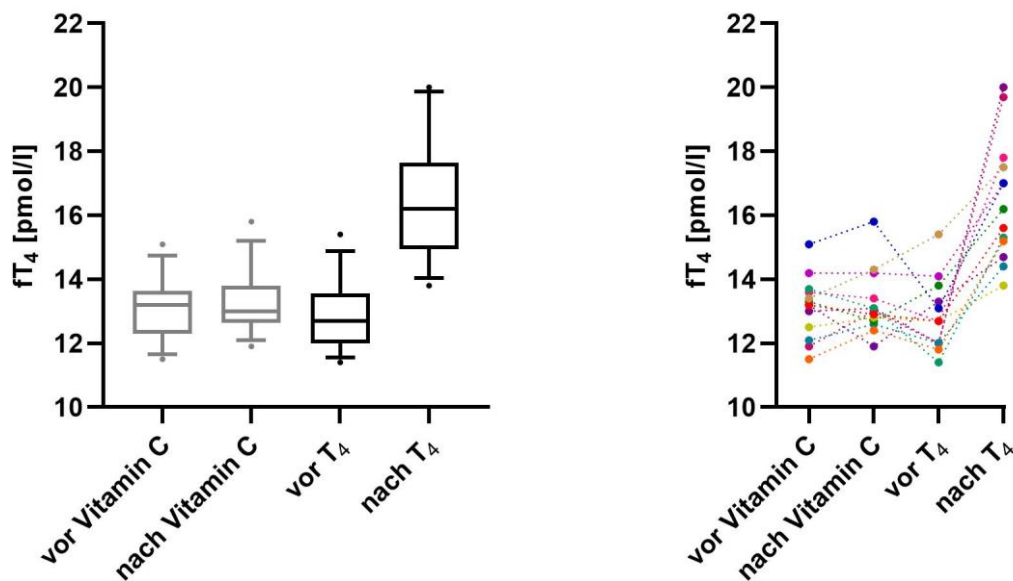 fT₄ [pmol/l]
22
20
18
16
14
12
10
vor Vitamin C
nach Vitamin C
vor T₄
nach T₄
fT₄ [pmol/l]
22
20
18
16
14
12
10
vor Vitamin C
nach Vitamin C
vor T₄
nach T₄